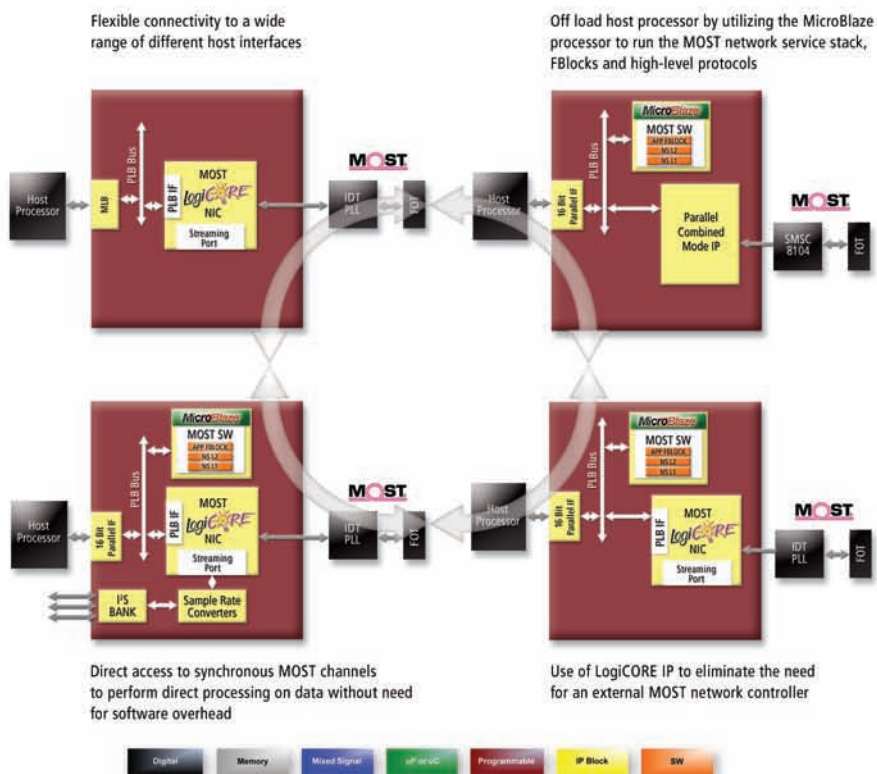 Flexible connectivity to a wide
range of different host interfaces
Off load host processor by utilizing the MicroBlaze
processor to run the MOST network service stack,
FBlocks and high-level protocols
Host
Processor
MLB
PLB Bus
PLB IF
MOST
LogiCORE
NIC
Streaming
Port
MOST
IDT
PLL
FOT
Host
Processor
16 Bit
Parallel IF
PLB Bus
MicroBlaze
MOST SW
APP FBLOCK
NS L2
NS L1
Parallel
Combined
Mode IP
MOST
SMSC
8104
FOT
Host
Processor
16 Bit
Parallel IF
PLB Bus
MicroBlaze
MOST SW
APP FBLOCK
NS L2
NS L1
PLB IF
MOST
LogiCORE
NIC
Streaming
Port
I²S
BANK
Sample Rate
Converters
MOST
IDT
PLL
FOT
Host
Processor
16 Bit
Parallel IF
PLB Bus
MicroBlaze
MOST SW
APP FBLOCK
NS L2
NS L1
PLB IF
MOST
LogiCORE
NIC
Streaming
Port
MOST
IDT
PLL
FOT
Direct access to synchronous MOST channels
to perform direct processing on data without need
for software overhead
Use of LogiCORE IP to eliminate the need
for an external MOST network controller
Digital
Memory
Mixed Signal
uP or uC
Programmable
IP Block
SW